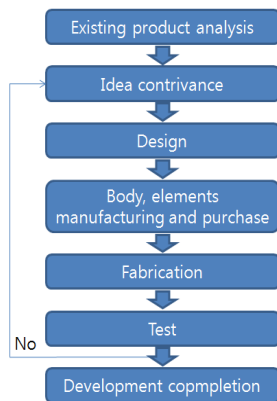 Existing product analysis
Idea contrivance
Design
Body, elements
manufacturing and purchase
Fabrication
Test
No
Development copmpletion